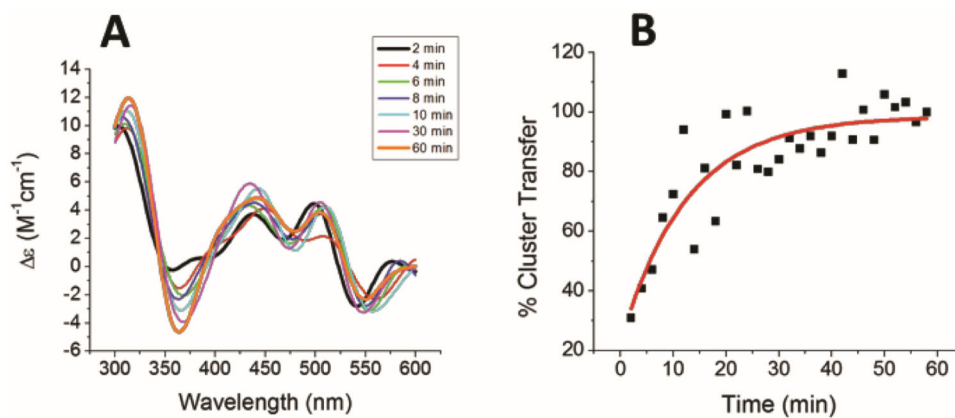 A
2 min
4 min
6 min
8 min
10 min
30 min
60 min
14
12
10
8
6
4
2
0
-2
-4
-6
300 350 400 450 500 550 600
Δε (M⁻¹cm⁻¹)
Wavelength (nm)
B
120
100
80
60
40
20
0 10 20 30 40 50 60
% Cluster Transfer
Time (min)